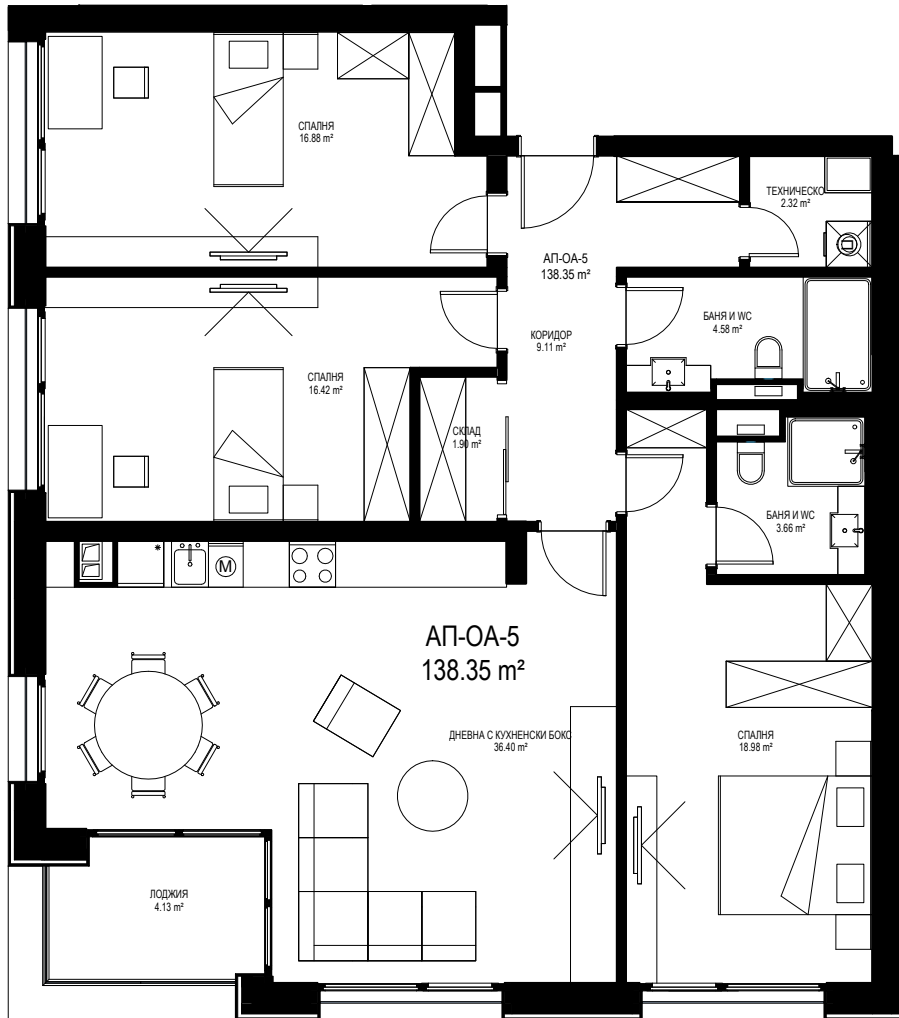 СПАЛНЯ
16.88 m²
ТЕХНИЧЕСКО
2.32 m²
АП-ОА-5
138.35 m²
БАНЯ И WC
4.58 m²
КОРИДОР
9.11 m²
СПАЛНЯ
16.42 m²
СКЛАД
1.90 m²
БАНЯ И WC
3.66 m²
M
АП-ОА-5
138.35 m²
ДНЕВНА С КУХНЕНСКИ БОКС
36.40 m²
СПАЛНЯ
18.98 m²
ЛОДЖИЯ
4.13 m²